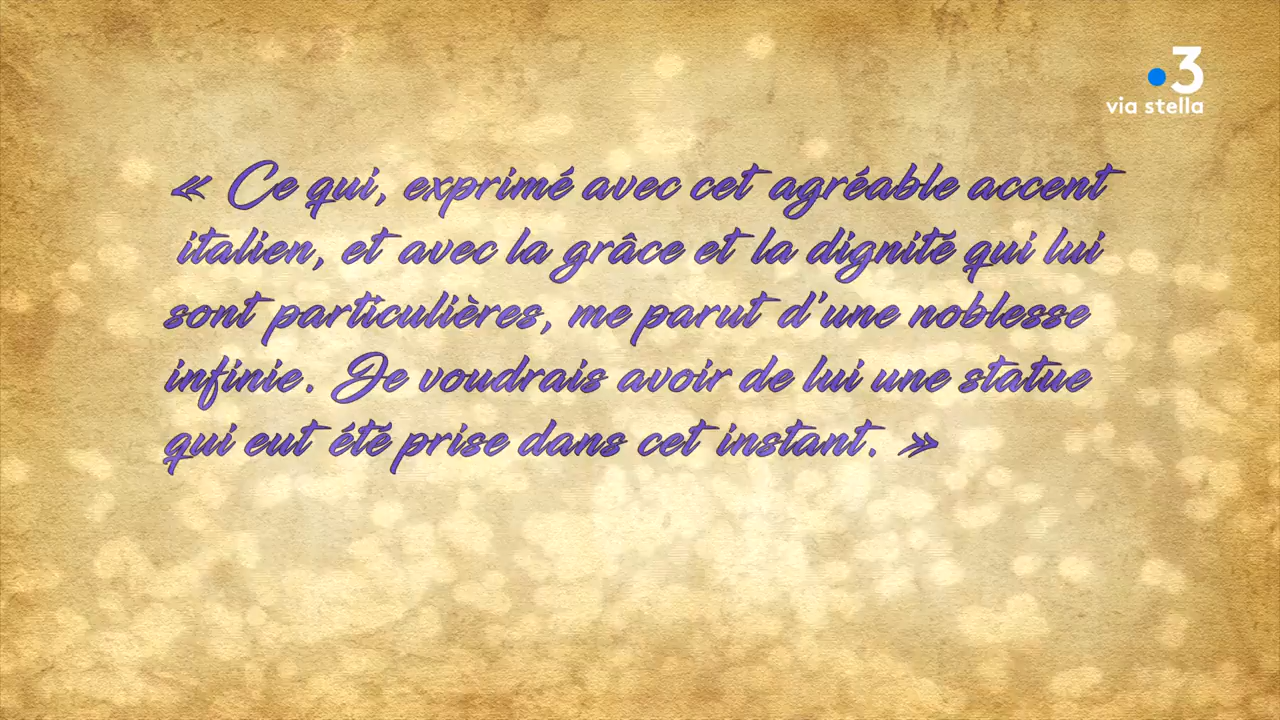 3
via stella
« Ce qui, exprimé avec cet agréable accent
italien, et avec la grâce et la dignité qui lui
sont particulières, me parut d'une noblesse
infinie. Je voudrais avoir de lui une statue
qui eut été prise dans cet instant. »